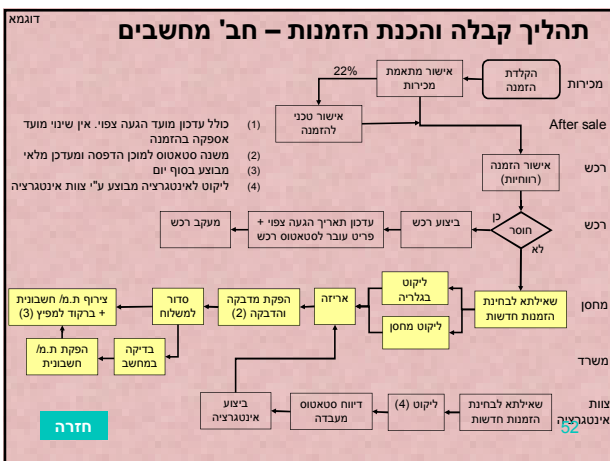 דוגמא
תהליך קבלה והכנת הזמנות – חב' מחשבים
מכירות
הקלדת
הזמנה
אישור מתאמת
מכירות
22%
After sale
אישור טכני
להזמנה
(1) כולל עדכון מועד הגעה צפוי. אין שינוי מועד
אספקה בהזמנה
(2) משנה סטאטוס למוכן הדפסה ומעדכן מלאי
(3) מבוצע בסוף יום
(4) ליקוט לאינטגרציה מבוצע ע"י צוות אינטגרציה
רכש
אישור הזמנה
(רווחיות)
רכש
חוסר
כן
לא
ביצוע רכש
עדכון תאריך הגעה צפוי +
פריט עובר לסטאטוס רכש
מעקב רכש
מחסן
שאילתא לבחינת
הזמנות חדשות
ליקוט
בגלריה
ליקוט מחסן
אריזה
הפקת מדבקה
והדבקה (2)
סדור
למשלוח
צירוף ת.מ/ חשבונית
+ ברקוד למפיץ (3)
משרד
בדיקה
במחשב
הפקת ת.מ/
חשבונית
צוות
אינטגרציה
שאילתא לבחינת
הזמנות חדשות
ליקוט (4)
דיווח סטאטוס
מעבדה
ביצוע
אינטגרציה
חזרה
52